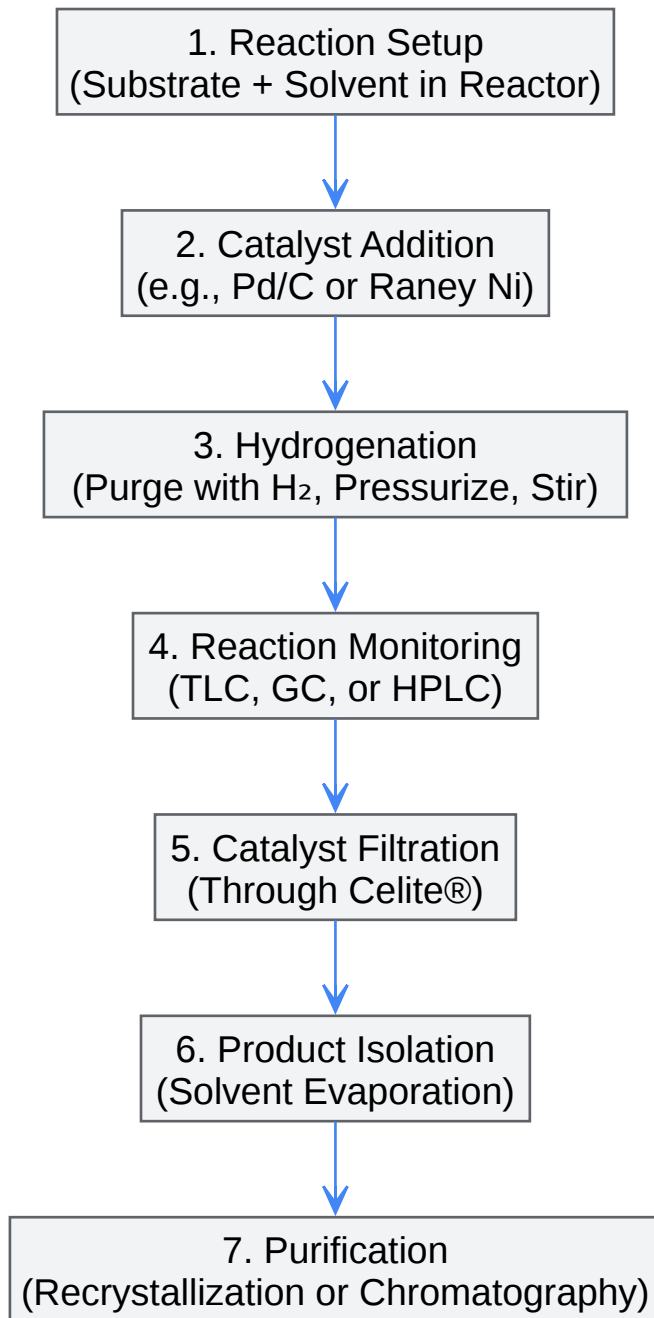 1. Reaction Setup
(Substrate + Solvent in Reactor)
2. Catalyst Addition
(e.g., Pd/C or Raney Ni)
3. Hydrogenation
(Purge with H₂, Pressurize, Stir)
4. Reaction Monitoring
(TLC, GC, or HPLC)
5. Catalyst Filtration
(Through Celite®)
6. Product Isolation
(Solvent Evaporation)
7. Purification
(Recrystallization or Chromatography)